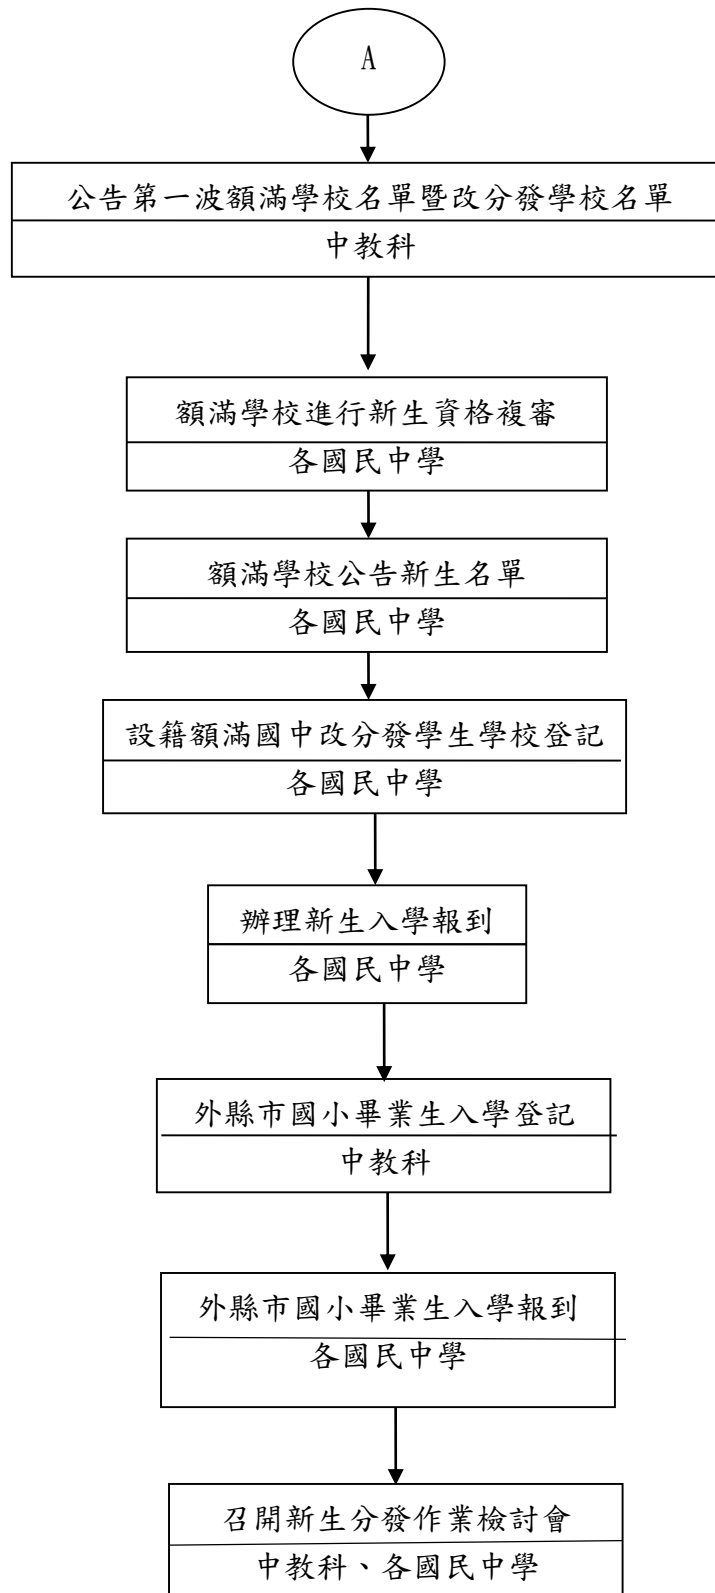 A
公告第一波額滿學校名單暨改分發學校名單
中教科
額滿學校進行新生資格複審
各國民中學
額滿學校公告新生名單
各國民中學
設籍額滿國中改分發學生學校登記
各國民中學
辦理新生入學報到
各國民中學
外縣市國小畢業生入學登記
中教科
外縣市國小畢業生入學報到
各國民中學
召開新生分發作業檢討會
中教科、各國民中學